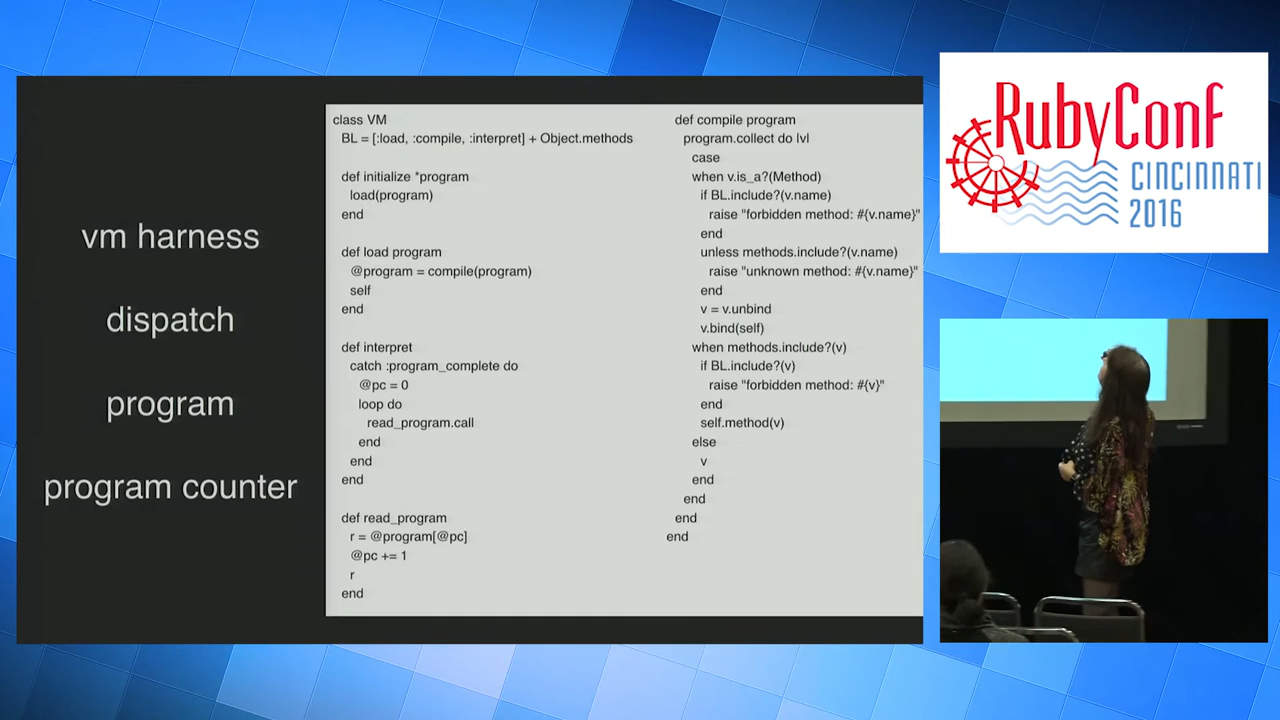 vm harness
dispatch
program
program counter
class VM
BL = [:load, :compile, :interpret] + Object.methods
def initialize *program
load(program)
end
def load program
@program = compile(program)
self
end
def interpret
catch :program_complete do
@pc = 0
loop do
read_program.call
end
end
end
def read_program
r = @program[@pc]
@pc += 1
r
end
def compile program
program.collect do |v|
case
when v.is_a?(Method)
if BL.include?(v.name)
raise "forbidden method: #{v.name}"
end
unless methods.include?(v.name)
raise "unknown method: #{v.name}"
end
v = v.unbind
v.bind(self)
when methods.include?(v)
if BL.include?(v)
raise "forbidden method: #{v}"
end
self.method(v)
else
v
end
end
end
end
RubyConf
CINCINNATI
2016